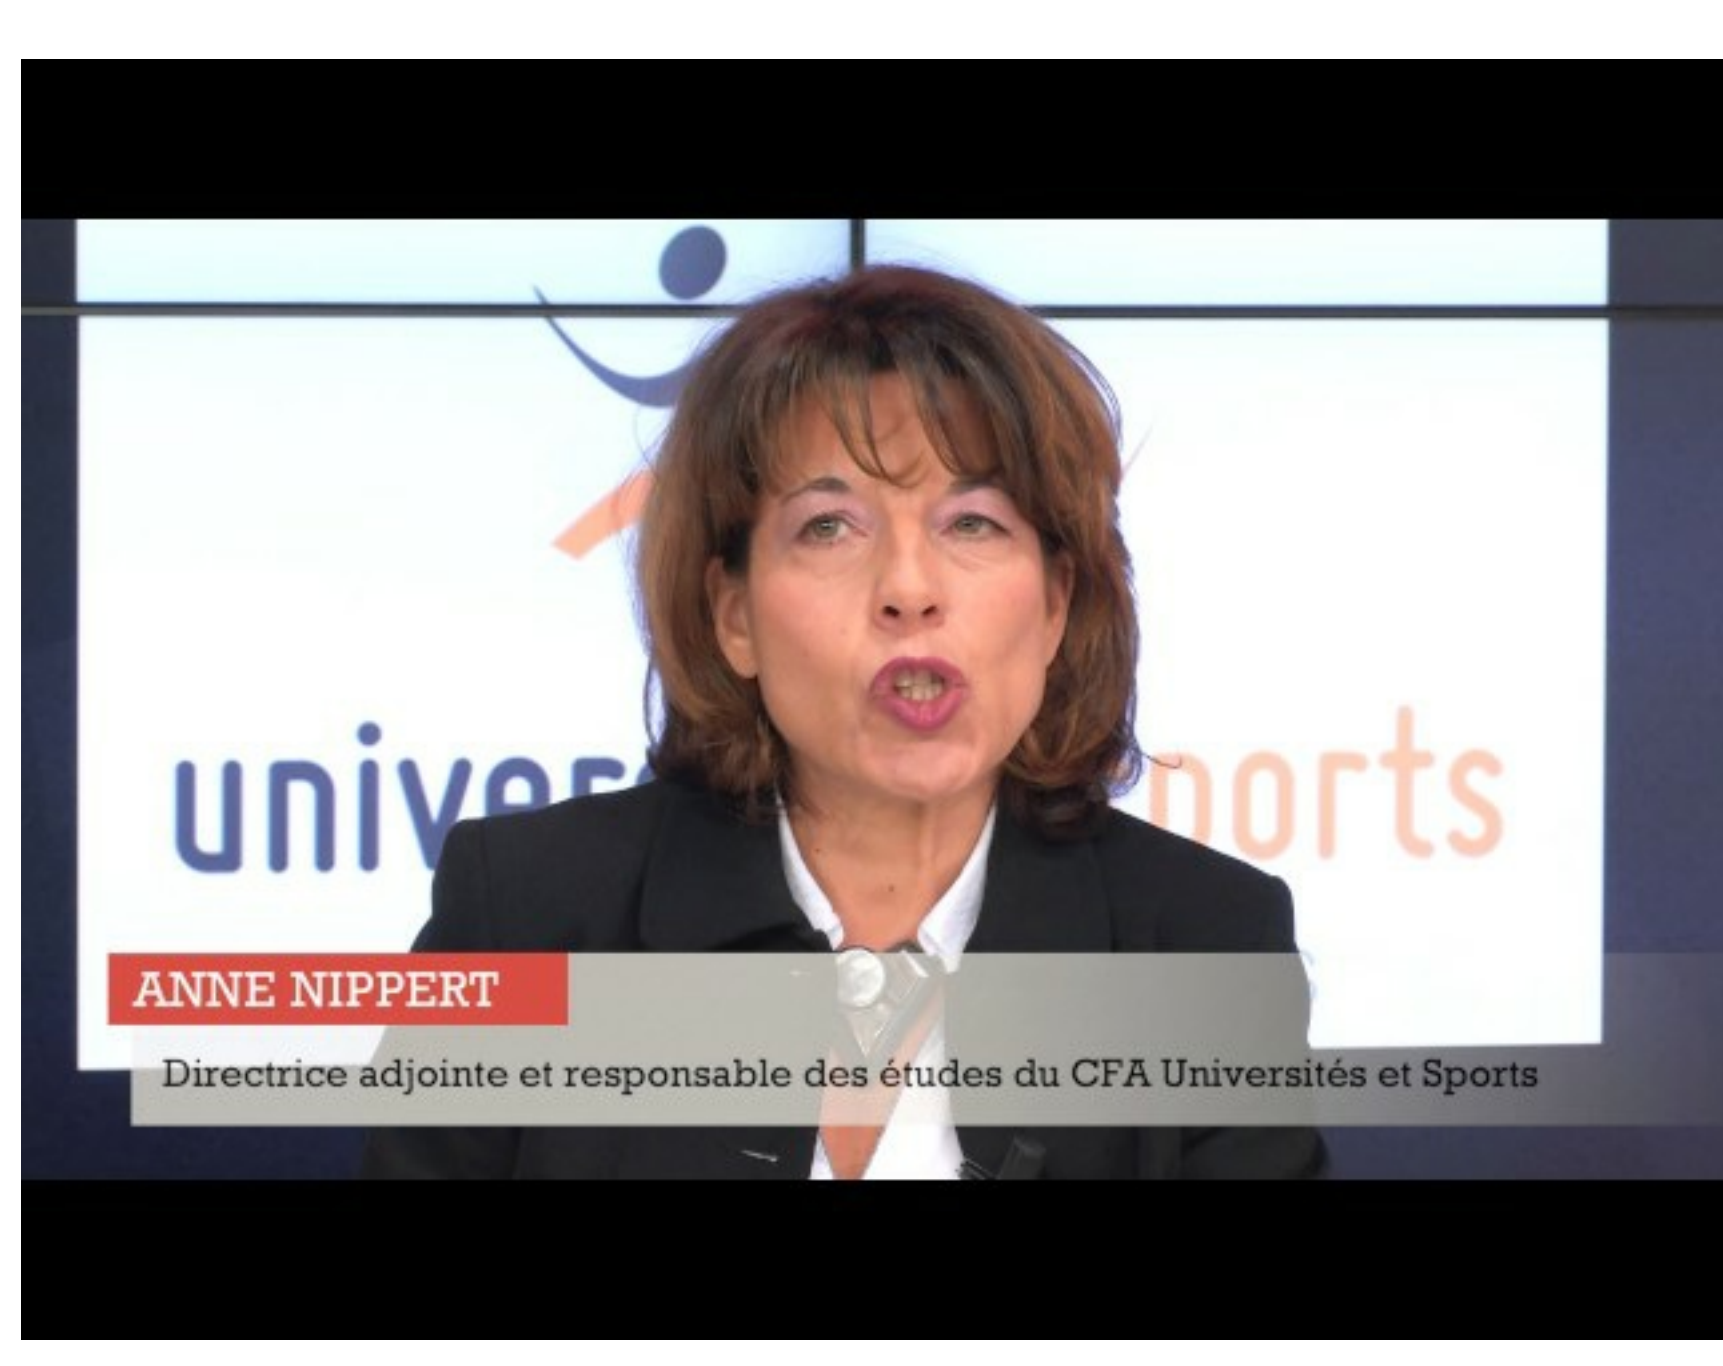 ANNE NIPPERT
Directrice adjointe et responsable des études du CFA Universités et Sports